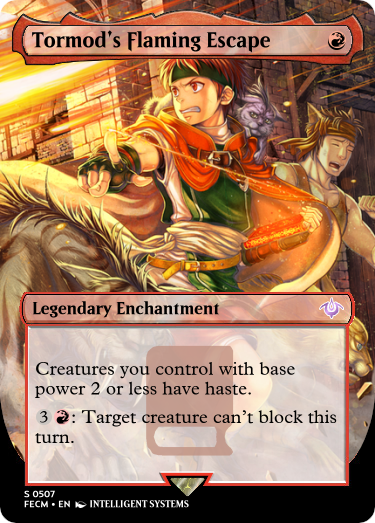 Tormod's Flaming Escape
Legendary Enchantment
Creatures you control with base
power 2 or less have haste.
3 : Target creature can't block this
turn.
S 0507
FECM • EN INTELLIGENT SYSTEMS